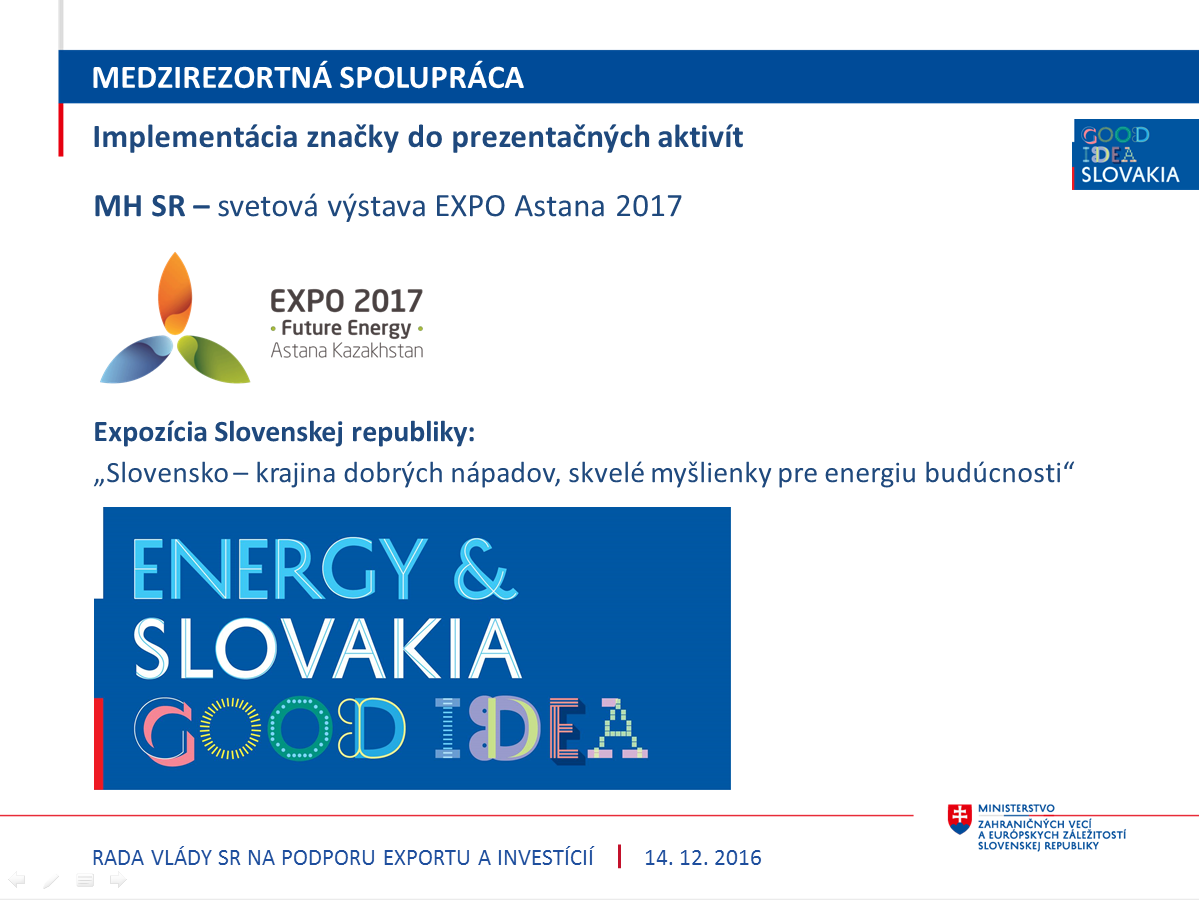 MEDZIREZORTNÁ SPOLUPRÁCA
Implementácia značky do prezentačných aktivít
GOOD
IDEA
SLOVAKIA
MH SR – svetová výstava EXPO Astana 2017
EXPO 2017
• Future Energy •
Astana Kazakhstan
Expozícia Slovenskej republiky:
„Slovensko – krajina dobrých nápadov, skvelé myšlienky pre energiu budúcnosti“
ENERGY &
SLOVAKIA
GOOD IDEA
MINISTERSTVO
ZAHRANIČNÝCH VECÍ
A EURÓPSKYCH ZÁLEŽITOSTÍ
SLOVENSKEJ REPUBLIKY
RADA VLÁDY SR NA PODPORU EXPORTU A INVESTÍCIÍ | 14. 12. 2016